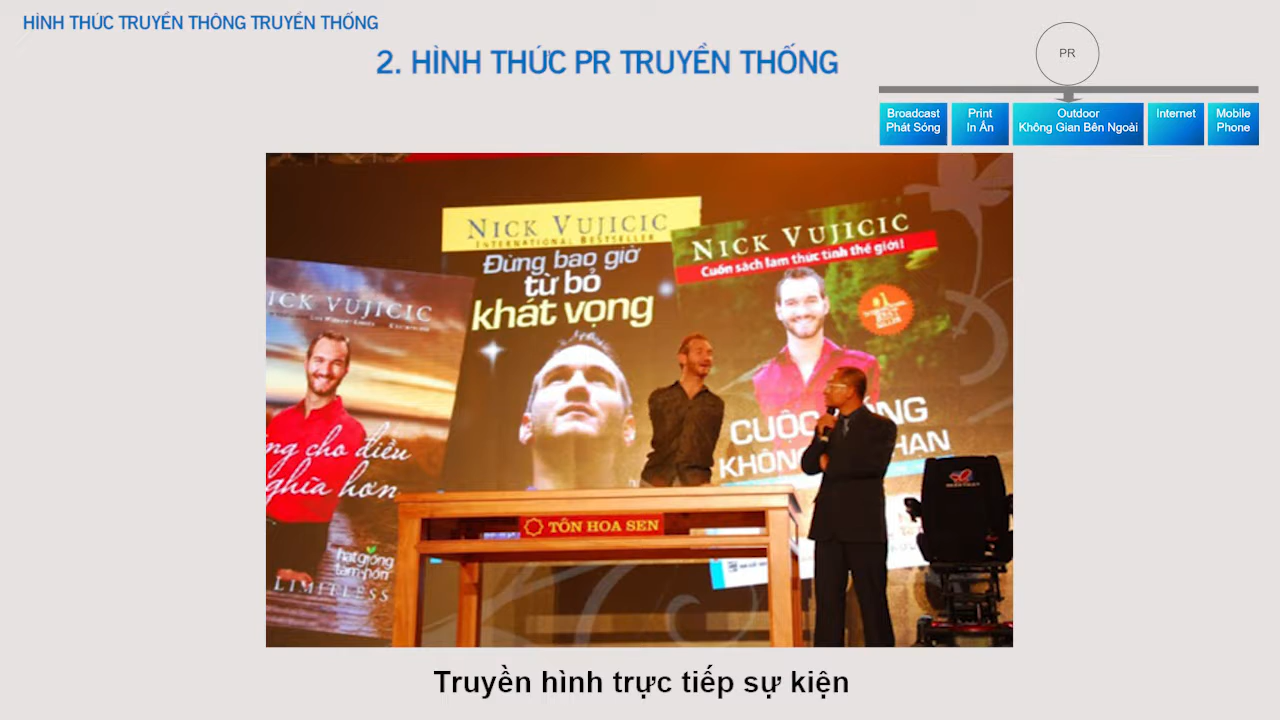 HÌNH THỨC TRUYỀN THÔNG TRUYỀN THỐNG
2. HÌNH THỨC PR TRUYỀN THỐNG
PR
Broadcast
Phát Sóng
Print
In Ấn
Outdoor
Không Gian Bên Ngoài
Internet
Mobile
Phone
NICK VUJICIC
INTERNATIONAL BESTSELLER
Đừng bao giờ
từ bỏ
khát vọng
NICK VUJICIC
Cuốn sách làm thức tỉnh thế giới!
VUJICIC
cho điều
hơn
hạt giống
tâm hồn
LIMITLESS
TÔN HOA SEN
Truyền hình trực tiếp sự kiện